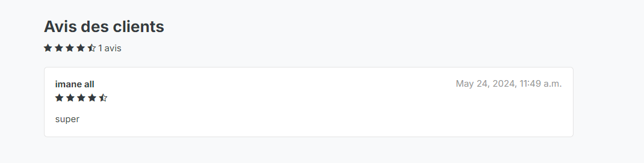 Avis des clients
1 avis
imane all
May 24, 2024, 11:49 a.m.
super